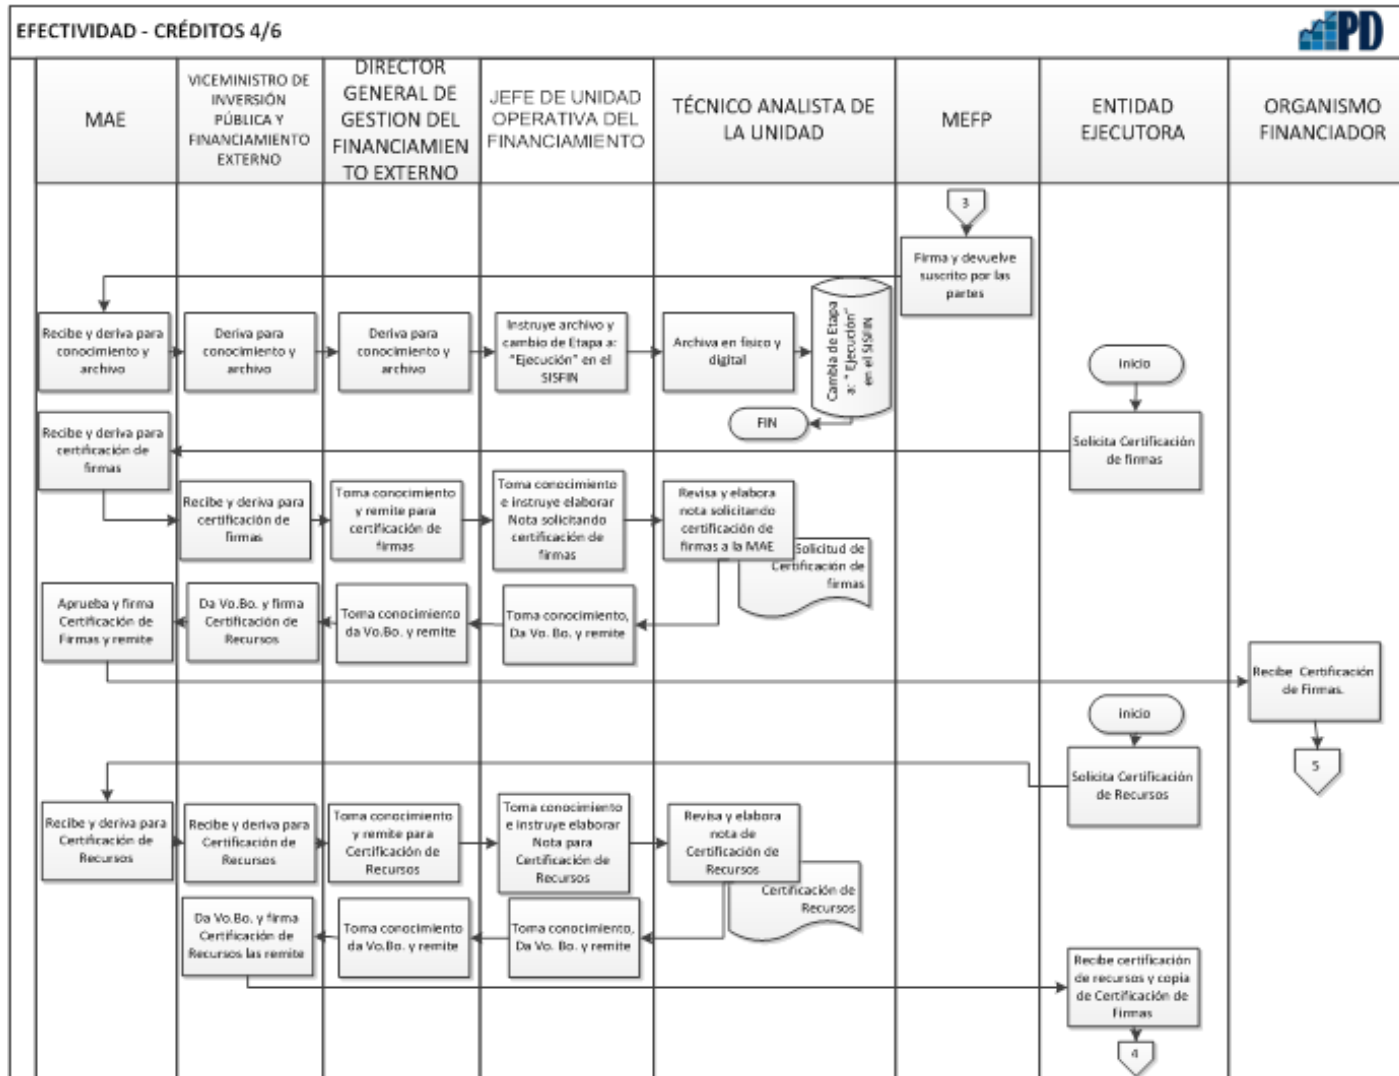 EFECTIVIDAD - CRÉDITOS 4/6
PD
MAE
VICEMINISTRO DE
INVERSIÓN
PÚBLICA Y
FINANCIAMIENTO
EXTERNO
DIRECTOR
GENERAL DE
GESTION DEL
FINANCIAMIEN
TO EXTERNO
JEFE DE UNIDAD
OPERATIVA DEL
FINANCIAMIENTO
TÉCNICO ANALISTA DE
LA UNIDAD
MEFP
ENTIDAD
EJECUTORA
ORGANISMO
FINANCIADOR
3
Firma y devuelve
suscrito por las
partes
Recibe y deriva para
conocimiento y
archivo
Deriva para
conocimiento y
archivo
Deriva para
conocimiento y
archivo
Instruye archivo y
cambio de Etapa a:
"Ejecución" en el
SISFIN
Archiva en fisico y
digital
Cambia de Etapa
a: " Ejecución"
en el SISFIN
FIN
Inicio
Solicita Certificación
de firmas
Recibe y deriva para
certificación de
firmas
Recibe y deriva para
certificación de
firmas
Toma conocimiento
y remite para
certificación de
firmas
Toma conocimiento
e instruye elaborar
Nota solicitando
certificación de
firmas
Revisa y elabora
nota solicitando
certificación de
firmas a la MAE
Solicitud de
Certificación de
firmas
Aprueba y firma
Certificación de
Firmas y remite
Da Vo.Bo. y firma
Certificación de
Recursos
Toma conocimiento
da Vo.Bo. y remite
Toma conocimiento,
Da Vo. Bo. y remite
Recibe Certificación
de Firmas.
5
Inicio
Solicita Certificación
de Recursos
Recibe y deriva para
Certificación de
Recursos
Recibe y deriva para
Certificación de
Recursos
Toma conocimiento
y remite para
Certificación de
Recursos
Toma conocimiento
e instruye elaborar
Nota para
Certificación de
Recursos
Revisa y elabora
nota de
Certificación de
Recursos
Certificación de
Recursos
Da Vo.Bo. y firma
Certificación de
Recursos las remite
Toma conocimiento
da Vo.Bo. y remite
Toma conocimiento,
Da Vo. Bo. y remite
Recibe certificación
de recursos y copia
de Certificación de
Firmas
4